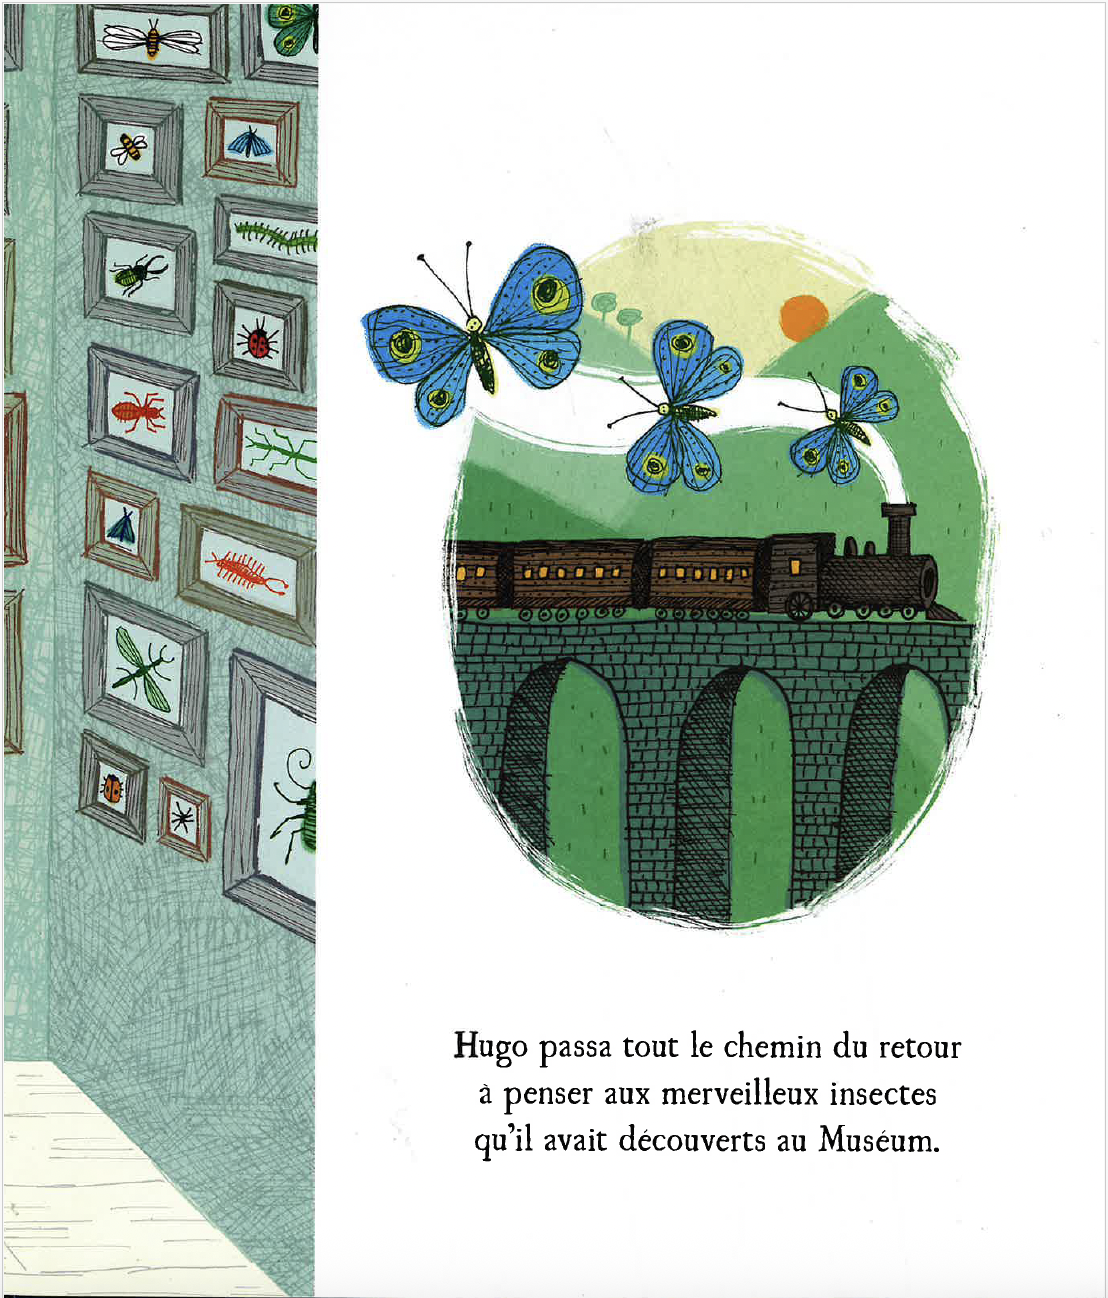 Hugo passa tout le chemin du retour
à penser aux merveilleux insectes
qu’il avait découverts au Muséum.